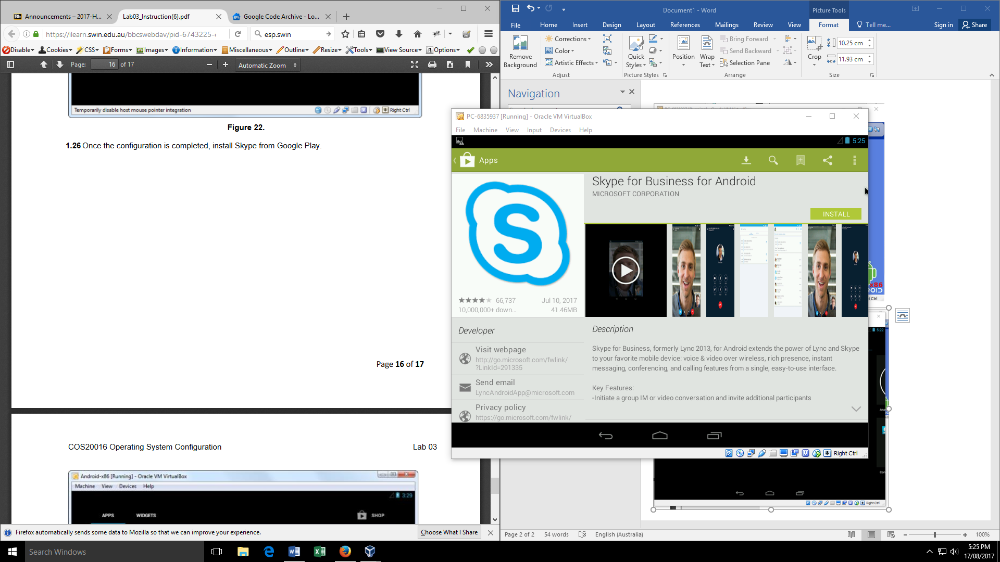 Announcements – 2017-H...
Lab03_Instruction(6).pdf
Google Code Archive - Lo...
https://ilearn.swin.edu.au/bbcswebdav/pid-6743225-
esp.swin
Disable
Cookies
CSS
Forms
Images
Information
Miscellaneous
Outline
Resize
Tools
View Source
Options
Page: 16 of 17
Automatic Zoom
Temporarily disable host mouse pointer integration
Right Ctrl
Figure 22.
1.26 Once the configuration is completed, install Skype from Google Play.
Page 16 of 17
COS20016 Operating System Configuration
Lab 03
Android-x86 [Running] - Oracle VM VirtualBox
Machine View Devices Help
3:29
APPS
WIDGETS
SHOP
Firefox automatically sends some data to Mozilla so that we can improve your experience.
Choose What I Share
Document1 - Word
Picture Tools
File
Home
Insert
Design
Layout
References
Mailings
Review
View
Format
Tell me...
Sign in
Share
Remove
Background
Corrections
Color
Artistic Effects
Adjust
Quick
Styles
Picture Styles
Position
Wrap
Text
Bring Forward
Send Backward
Selection Pane
Arrange
Crop
10.25 cm
11.93 cm
Size
Navigation
PC-6835937 [Running] - Oracle VM VirtualBox
File Machine View Input Devices Help
5:25
Apps
Skype for Business for Android
MICROSOFT CORPORATION
INSTALL
66,737
Jul 10, 2017
10,000,000+ down...
41.46MB
Developer
Visit webpage
http://go.microsoft.com/fwlink/
?LinkId=291335
Send email
LyncAndroidApp@microsoft.com
Privacy policy
https://go.microsoft.com/fwlink/
Description
Skype for Business, formerly Lync 2013, for Android extends the power of Lync and Skype
to your favorite mobile device: voice & video over wireless, rich presence, instant
messaging, conferencing, and calling features from a single, easy-to-use interface.
Key Features:
-Initiate a group IM or video conversation and invite additional participants
Right Ctrl
x86
5:22
Right Ctrl
Page 2 of 2
54 words
English (Australia)
100%
Search Windows
5:25 PM
17/08/2017